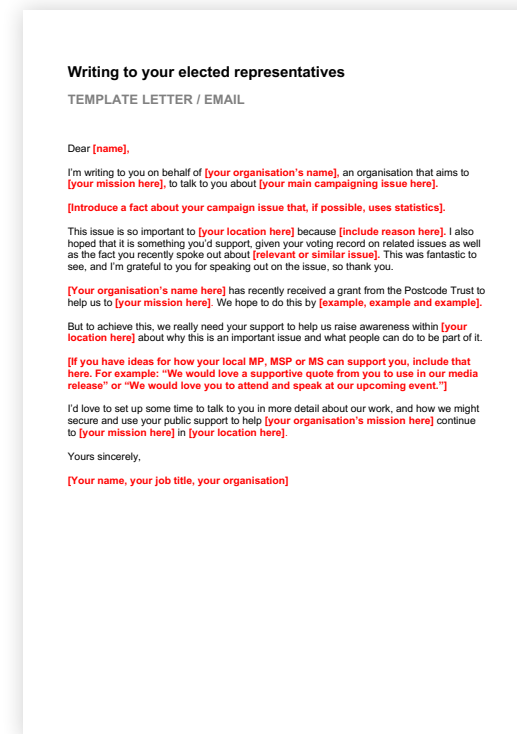 Writing to your elected representatives
TEMPLATE LETTER / EMAIL
Dear [name],
I'm writing to you on behalf of [your organisation's name], an organisation that aims to
[your mission here], to talk to you about [your main campaigning issue here].
[Introduce a fact about your campaign issue that, if possible, uses statistics].
This issue is so important to [your location here] because [include reason here]. I also
hoped that it is something you'd support, given your voting record on related issues as well
as the fact you recently spoke out about [relevant or similar issue]. This was fantastic to
see, and I'm grateful to you for speaking out on the issue, so thank you.
[Your organisation's name here] has recently received a grant from the Postcode Trust to
help us to [your mission here]. We hope to do this by [example, example and example].
But to achieve this, we really need your support to help us raise awareness within [your
location here] about why this is an important issue and what people can do to be part of it.
[If you have ideas for how your local MP, MSP or MS can support you, include that
here. For example: “We would love a supportive quote from you to use in our media
release” or “We would love you to attend and speak at our upcoming event.”]
I'd love to set up some time to talk to you in more detail about our work, and how we might
secure and use your public support to help [your organisation's mission] continue
to [your mission here] in [your location here].
Yours sincerely,
[Your name, your job title, your organisation]